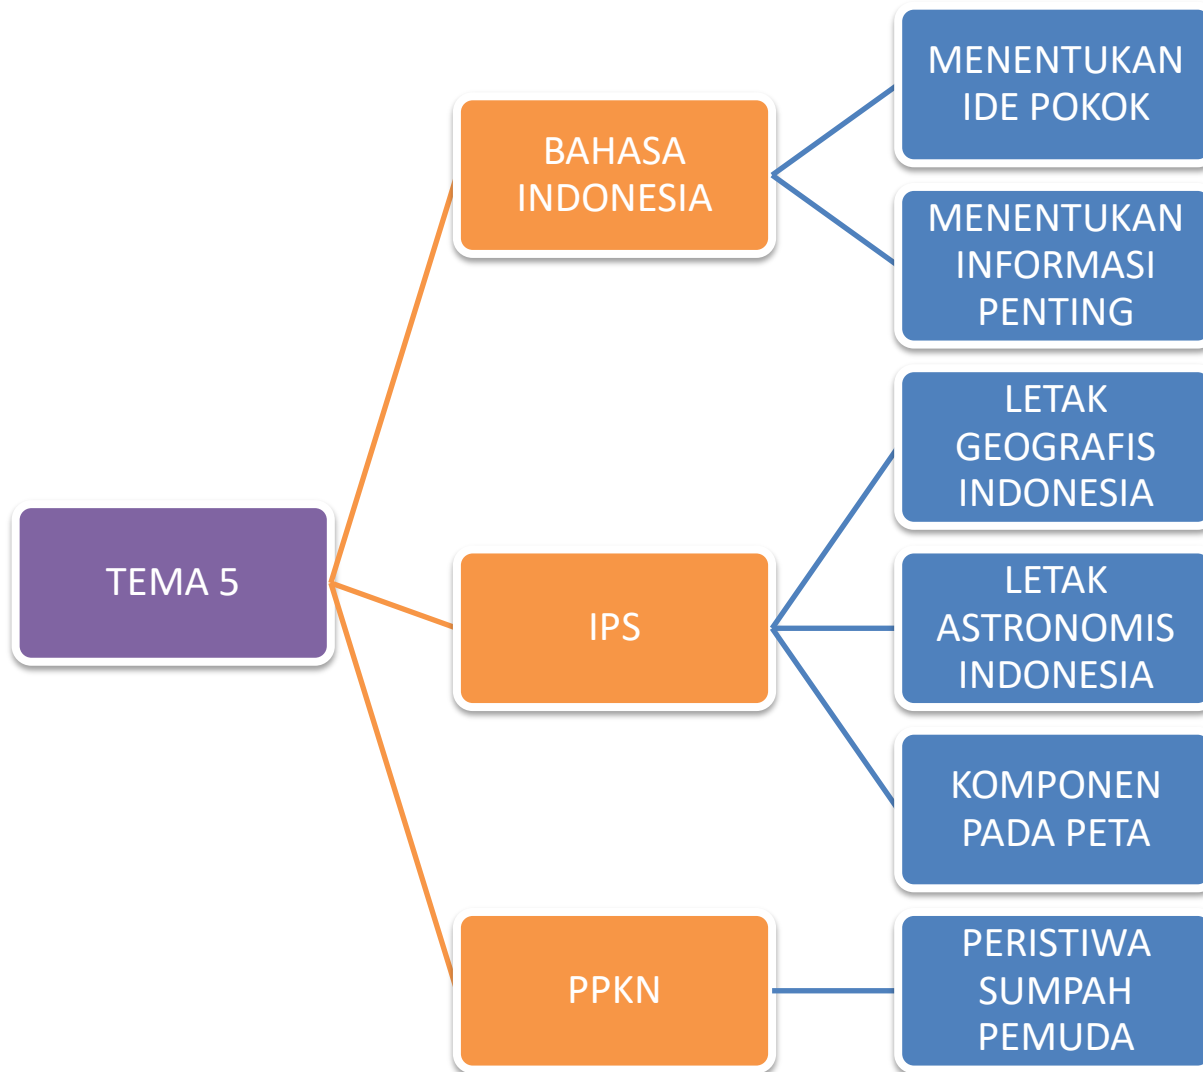 TEMA 5
BAHASA
INDONESIA
MENENTUKAN
IDE POKOK
MENENTUKAN
INFORMASI
PENTING
IPS
LETAK
GEOGRAFIS
INDONESIA
LETAK
ASTRONOMIS
INDONESIA
KOMPONEN
PADA PETA
PPKN
PERISTIWA
SUMPAH
PEMUDA